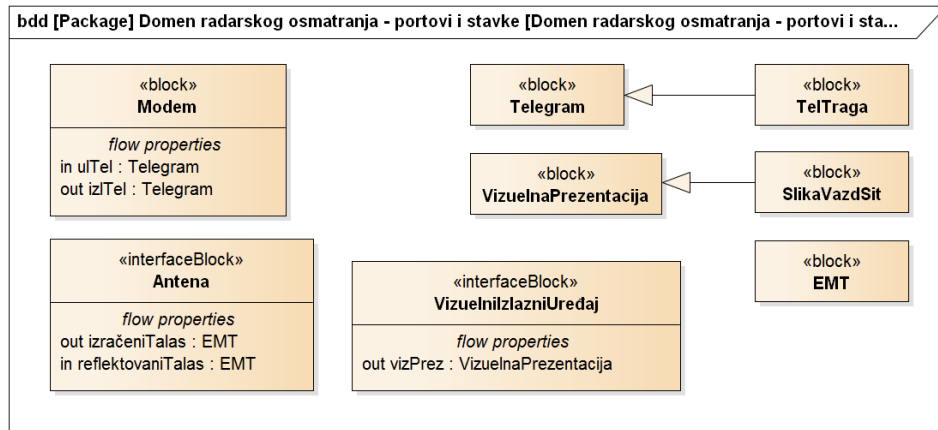 bdd [Package] Domen radarskog osmatranja - portovi i stavke [Domen radarskog osmatranja - portovi i sta...
«block»
Modem
flow properties
in ulTel : Telegram
out izlTel : Telegram
«block»
Telegram
«block»
TelTraga
«block»
VizuelnaPrezentacija
«block»
SlikaVazdSit
«interfaceBlock»
Antena
flow properties
out izračeniTalas : EMT
in reflektovaniTalas : EMT
«interfaceBlock»
VizuelniIzlazniUređaj
flow properties
out vizPrez : VizuelnaPrezentacija
«block»
EMT